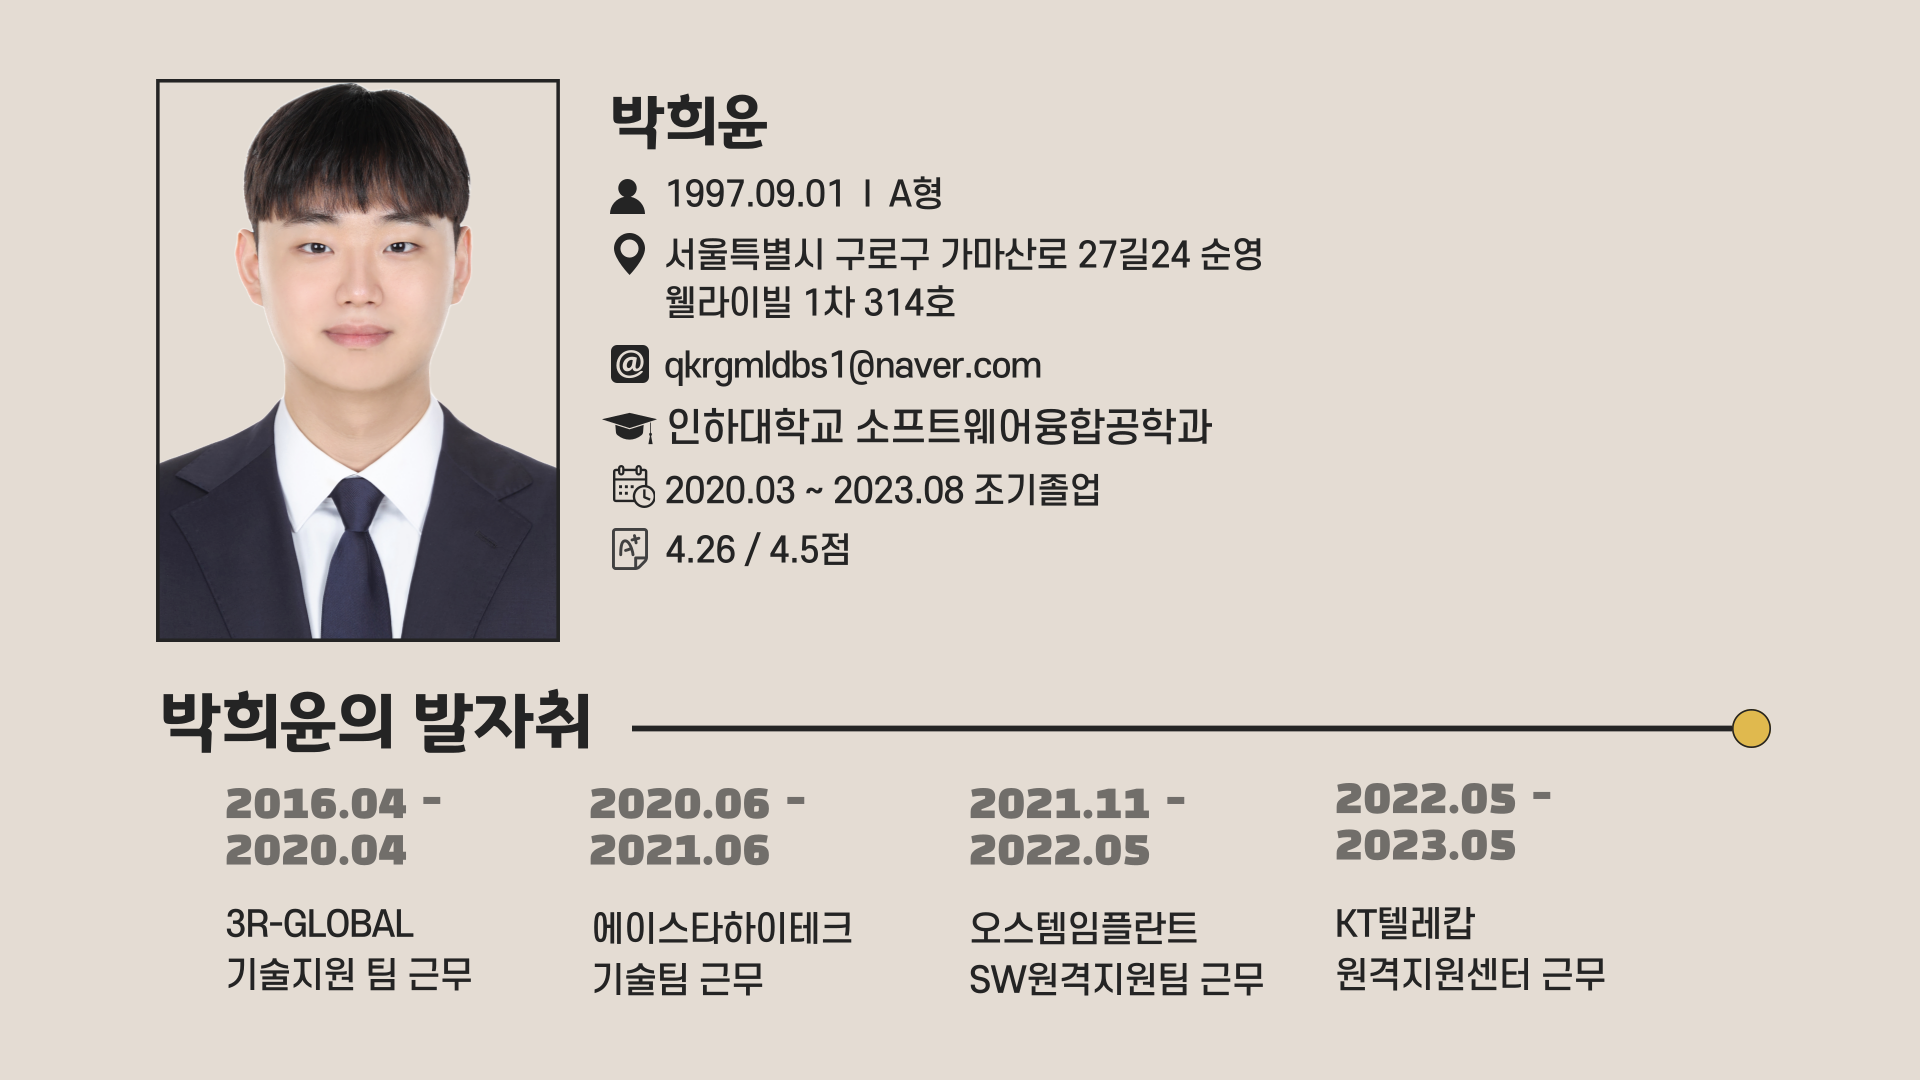 박희윤
1997.09.01 I A형
서울특별시 구로구 가마산로 27길24 순영
웰라이빌 1차 314호
@ qkrgmldbs1@naver.com
인하대학교 소프트웨어융합공학과
2020.03 ~ 2023.08 조기졸업
A+ 4.26 / 4.5점
박희윤의 발자취
2016.04 -
2020.04
3R-GLOBAL
기술지원 팀 근무
2020.06 -
2021.06
에이스타하이테크
기술팀 근무
2021.11 -
2022.05
오스템임플란트
SW원격지원팀 근무
2022.05 -
2023.05
KT텔레캅
원격지원센터 근무